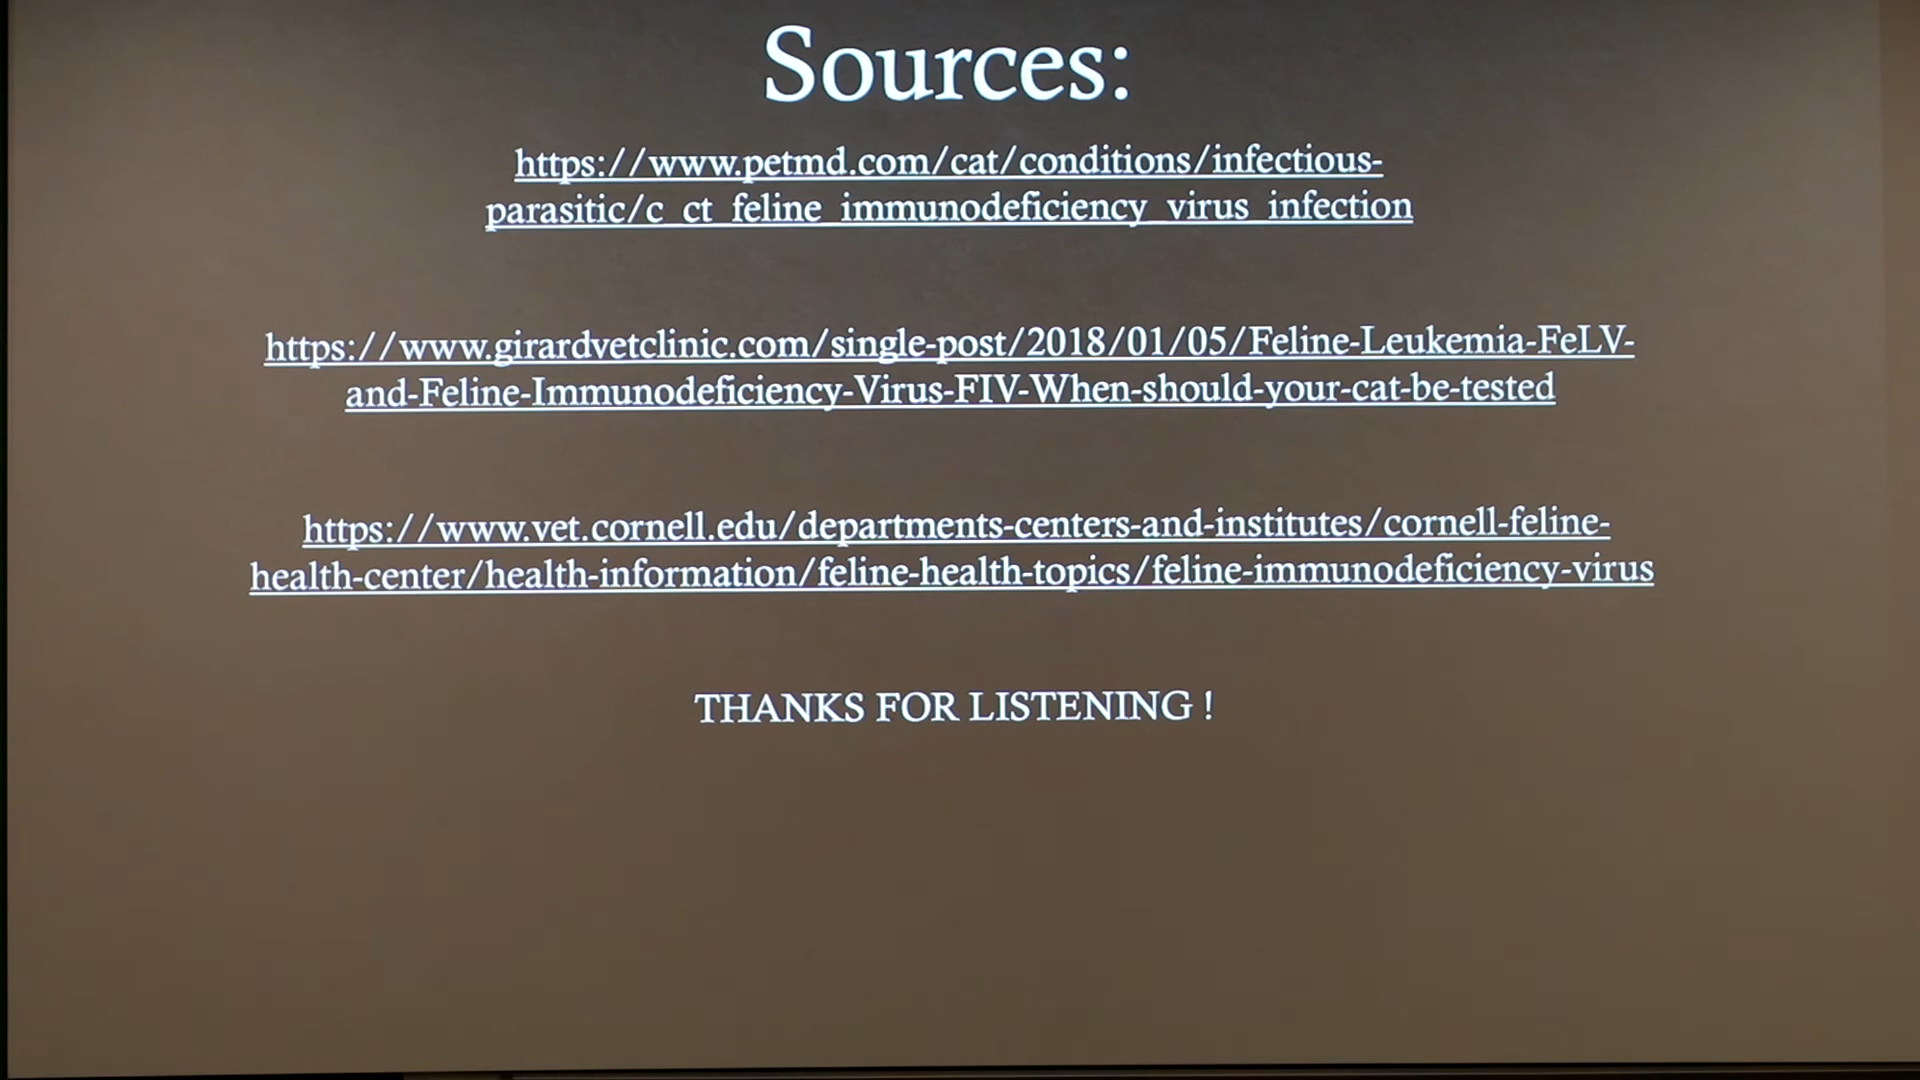 Sources:
https://www.petmd.com/cat/conditions/infectious-
parasitic/c_ct_feline_immunodeficiency_virus_infection
https://www.girardvetclinic.com/single-post/2018/01/05/Feline-Leukemia-FeLV-
and-Feline-Immunodeficiency-Virus-FIV-When-should-your-cat-be-tested
https://www.vet.cornell.edu/departments-centers-and-institutes/cornell-feline-
health-center/health-information/feline-health-topics/feline-immunodeficiency-virus
THANKS FOR LISTENING !